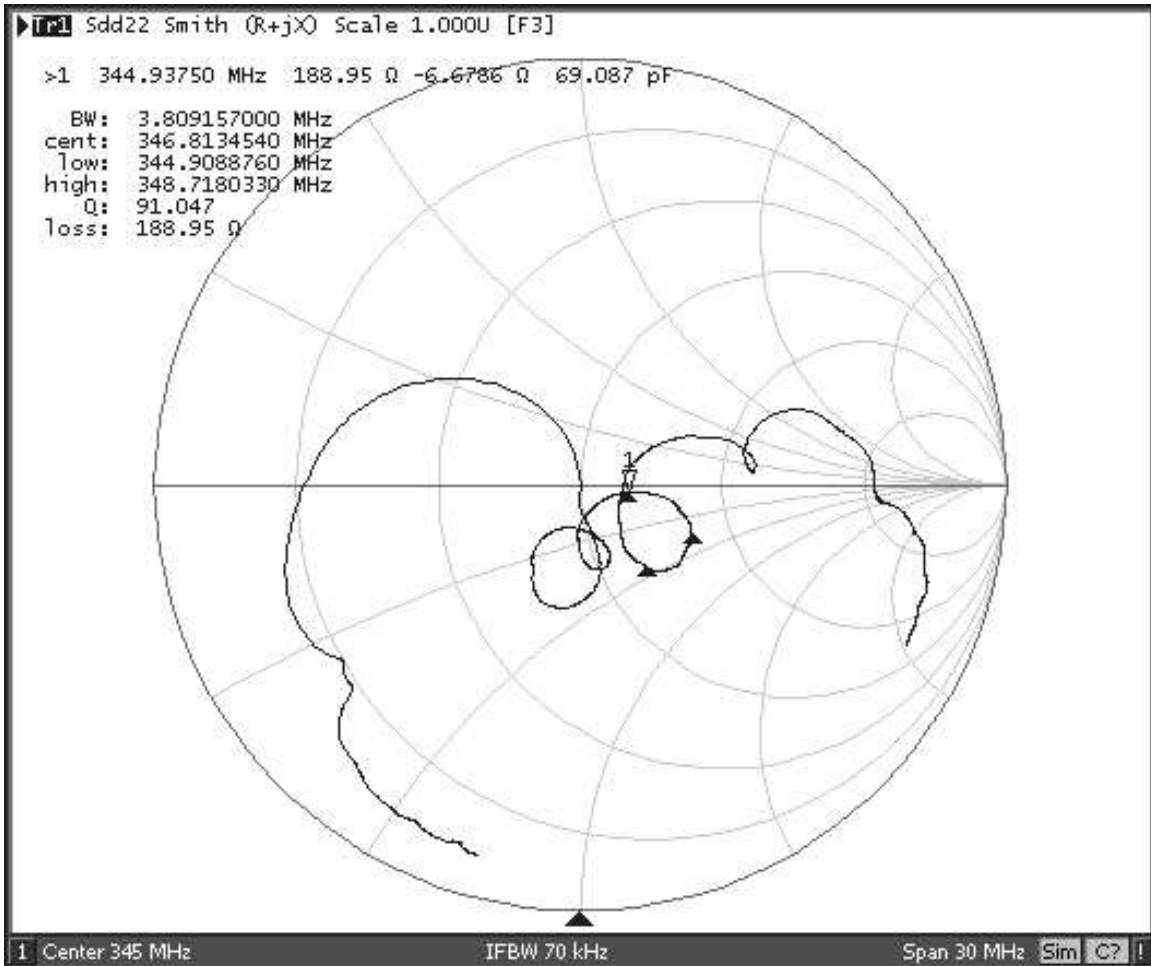 ▶Tr1 Sdd22 Smith (R+jX) Scale 1.000U [F3]
>1 344.93750 MHz 188.95 Ω -6.6786 Ω 69.087 pF
BW: 3.809157000 MHz
cent: 346.8134540 MHz
low: 344.9088760 MHz
high: 348.7180330 MHz
Q: 91.047
loss: 188.95 Ω
1
1 Center 345 MHz IFBW 70 kHz Span 30 MHz Sim C? !